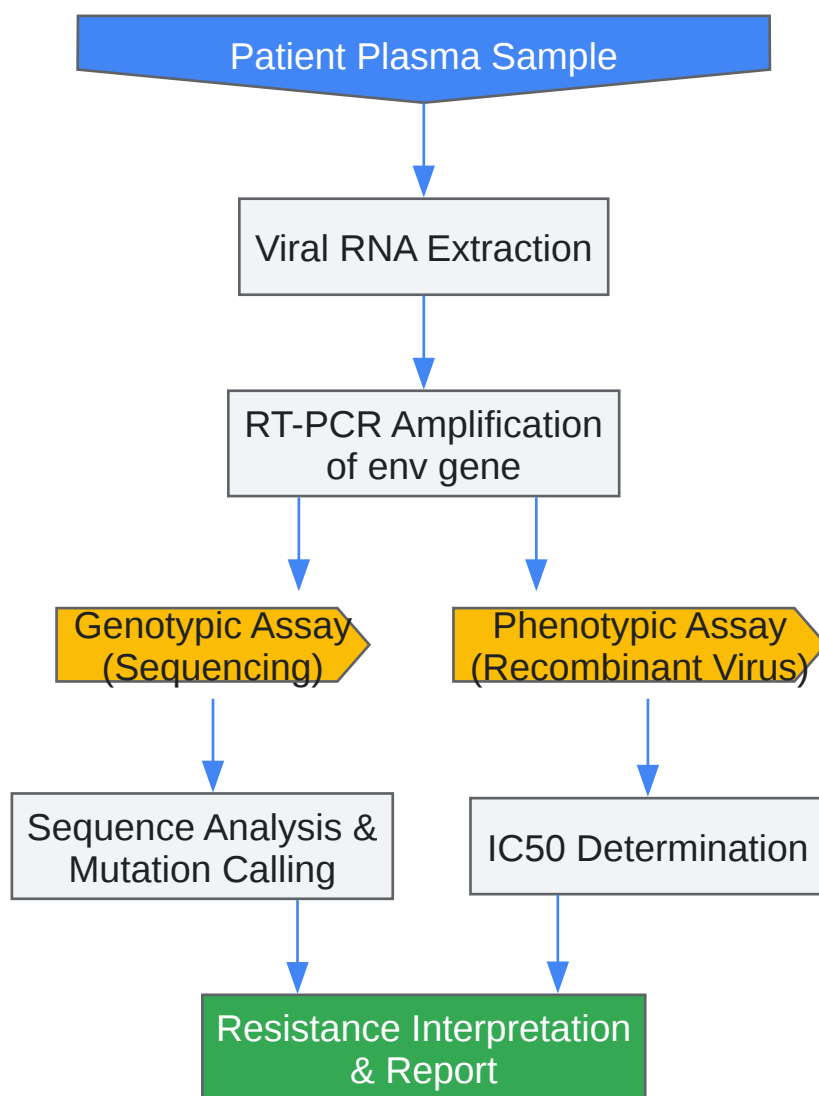 Patient Plasma Sample
Viral RNA Extraction
RT-PCR Amplification
of env gene
Genotypic Assay
(Sequencing)
Phenotypic Assay
(Recombinant Virus)
Sequence Analysis &
Mutation Calling
IC50 Determination
Resistance Interpretation
& Report